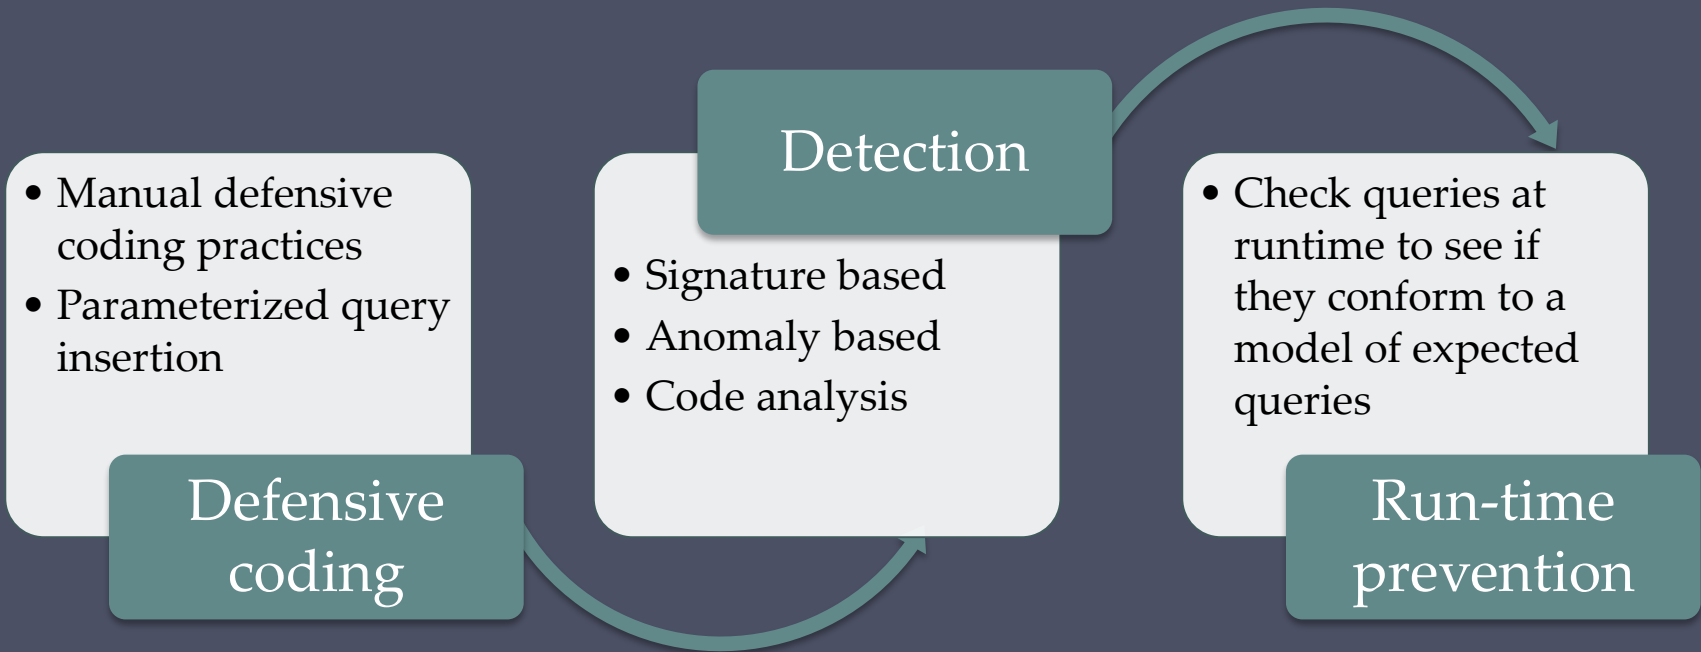 • Manual defensive
coding practices
• Parameterized query
insertion
Defensive
coding
Detection
• Signature based
• Anomaly based
• Code analysis
• Check queries at
runtime to see if
they conform to a
model of expected
queries
Run-time
prevention